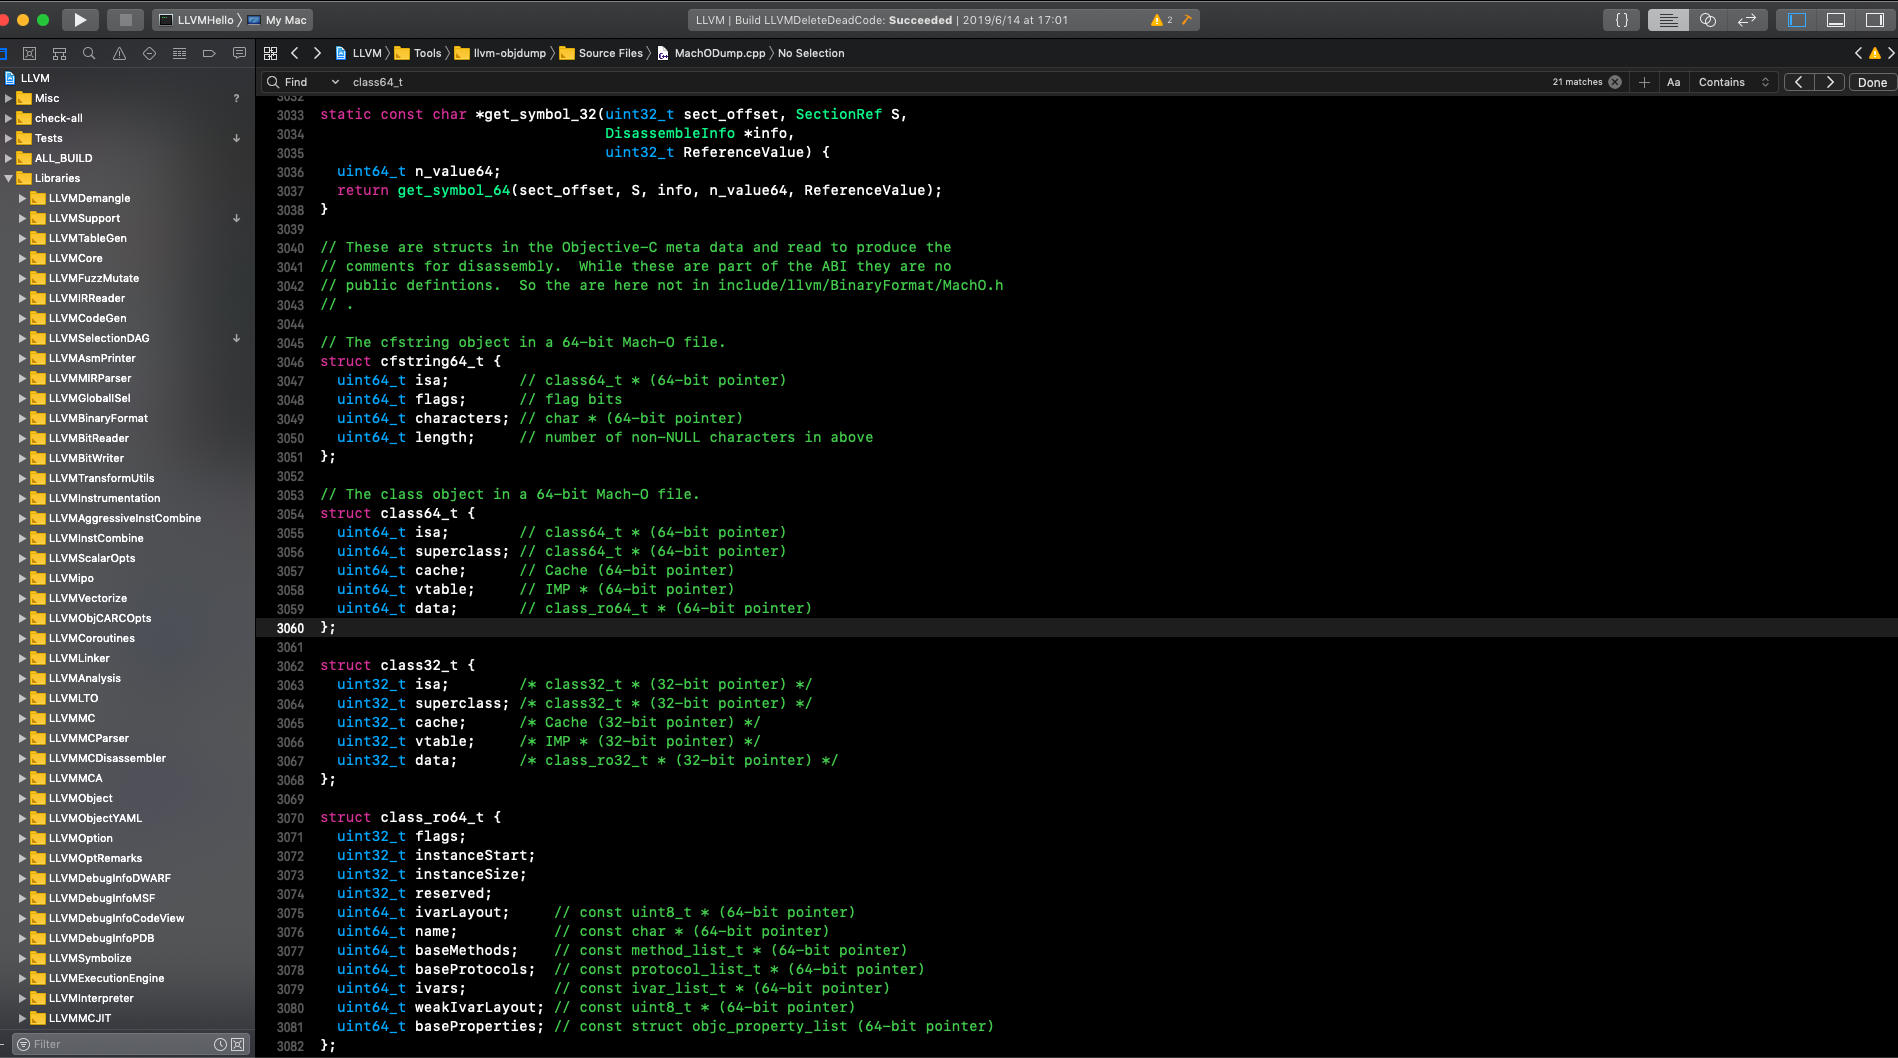 LLVMHello 〉 My Mac
LLVM | Build LLVMDeleteDeadCode: Succeeded | 2019/6/14 at 17:01
2
{}
LLVM 〉 Tools 〉 llvm-objdump 〉 Source Files 〉 MachODump.cpp 〉 No Selection
Find class64_t 21 matches Aa Contains Done
LLVM
Misc ?
check-all
Tests
ALL_BUILD
Libraries
LLVMDemangle
LLVMSupport
LLVMTableGen
LLVMCore
LLVMFuzzMutate
LLVMIRReader
LLVMCodeGen
LLVMSelectionDAG
LLVMAsmPrinter
LLVMMIRParser
LLVMGlobalISel
LLVMBinaryFormat
LLVMBitReader
LLVMBitWriter
LLVMTransformUtils
LLVMInstrumentation
LLVMAggressiveInstCombine
LLVMInstCombine
LLVMScalarOpts
LLVMipo
LLVMVectorize
LLVMObjCARCOpts
LLVMCoroutines
LLVMLinker
LLVMAnalysis
LLVMLTO
LLVMMC
LLVMMCParser
LLVMMCDisassembler
LLVMMCA
LLVMObject
LLVMObjectYAML
LLVMOption
LLVMOptRemarks
LLVMDebugInfoDWARF
LLVMDebugInfoMSF
LLVMDebugInfoCodeView
LLVMDebugInfoPDB
LLVMSymbolize
LLVMExecutionEngine
LLVMInterpreter
LLVMMCJIT
Filter
3032
3033 static const char *get_symbol_32(uint32_t sect_offset, SectionRef S,
3034 DisassembleInfo *info,
3035 uint32_t ReferenceValue) {
3036 uint64_t n_value64;
3037 return get_symbol_64(sect_offset, S, info, n_value64, ReferenceValue);
3038 }
3039
3040 // These are structs in the Objective-C meta data and read to produce the
3041 // comments for disassembly.  While these are part of the ABI they are no
3042 // public defintions.  So the are here not in include/llvm/BinaryFormat/MachO.h
3043 // .
3044
3045 // The cfstring object in a 64-bit Mach-O file.
3046 struct cfstring64_t {
3047 uint64_t isa;        // class64_t * (64-bit pointer)
3048 uint64_t flags;      // flag bits
3049 uint64_t characters; // char * (64-bit pointer)
3050 uint64_t length;     // number of non-NULL characters in above
3051 };
3052
3053 // The class object in a 64-bit Mach-O file.
3054 struct class64_t {
3055 uint64_t isa;        // class64_t * (64-bit pointer)
3056 uint64_t superclass; // class64_t * (64-bit pointer)
3057 uint64_t cache;      // Cache (64-bit pointer)
3058 uint64_t vtable;     // IMP * (64-bit pointer)
3059 uint64_t data;       // class_ro64_t * (64-bit pointer)
3060 };
3061
3062 struct class32_t {
3063 uint32_t isa;        /* class32_t * (32-bit pointer) */
3064 uint32_t superclass; /* class32_t * (32-bit pointer) */
3065 uint32_t cache;      /* Cache (32-bit pointer) */
3066 uint32_t vtable;     /* IMP * (32-bit pointer) */
3067 uint32_t data;       /* class_ro32_t * (32-bit pointer) */
3068 };
3069
3070 struct class_ro64_t {
3071 uint32_t flags;
3072 uint32_t instanceStart;
3073 uint32_t instanceSize;
3074 uint32_t reserved;
3075 uint64_t ivarLayout;     // const uint8_t * (64-bit pointer)
3076 uint64_t name;           // const char * (64-bit pointer)
3077 uint64_t baseMethods;    // const method_list_t * (64-bit pointer)
3078 uint64_t baseProtocols;  // const protocol_list_t * (64-bit pointer)
3079 uint64_t ivars;          // const ivar_list_t * (64-bit pointer)
3080 uint64_t weakIvarLayout; // const uint8_t * (64-bit pointer)
3081 uint64_t baseProperties; // const struct objc_property_list (64-bit pointer)
3082 };